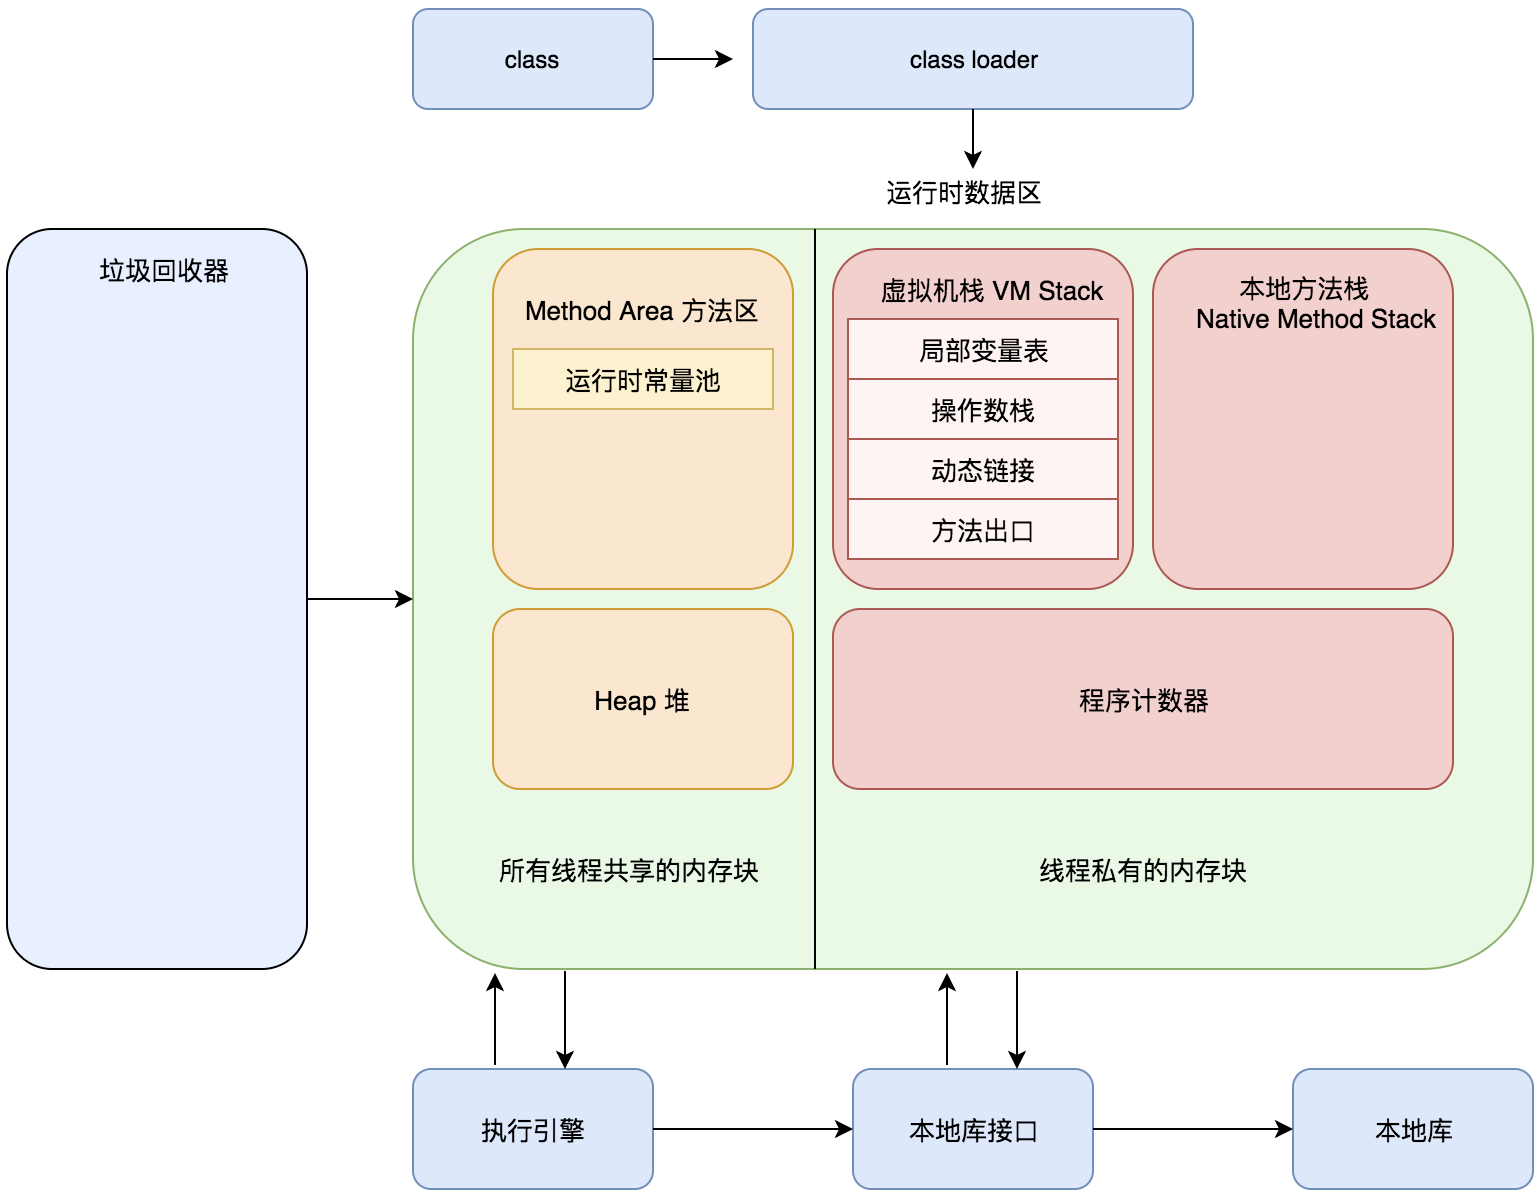 class
class loader
运行时数据区
垃圾回收器
Method Area 方法区
运行时常量池
虚拟机栈 VM Stack
局部变量表
操作数栈
动态链接
方法出口
本地方法栈
Native Method Stack
Heap 堆
程序计数器
所有线程共享的内存块
线程私有的内存块
执行引擎
本地库接口
本地库